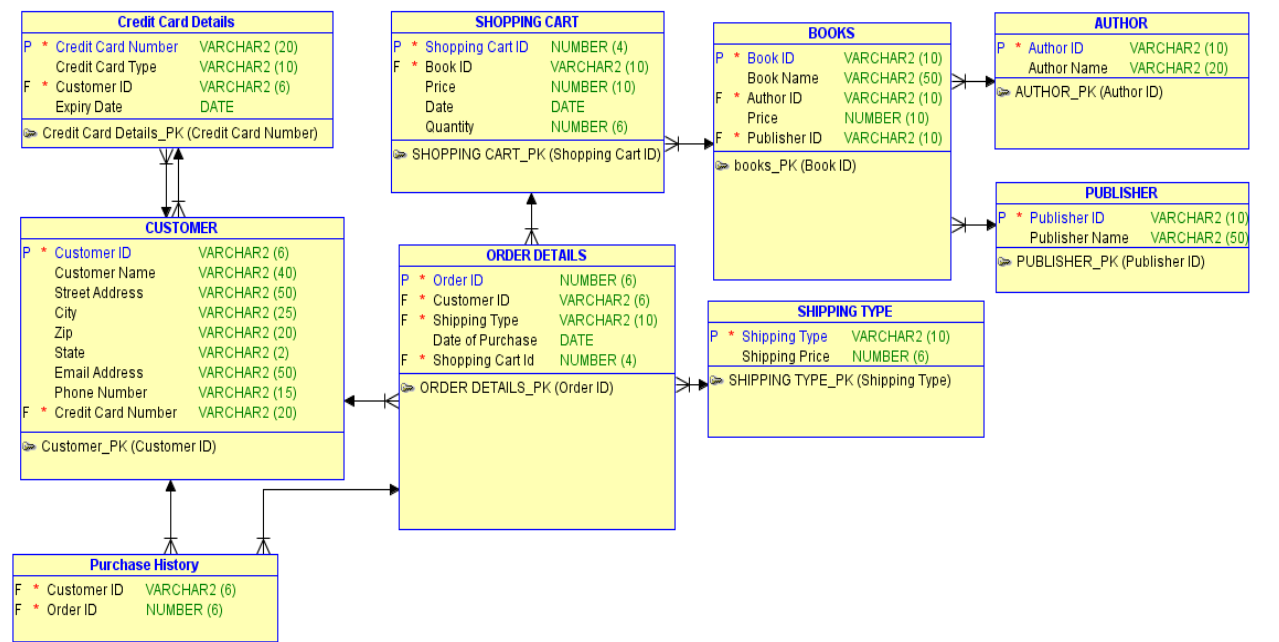 Credit Card Details
P * Credit Card Number VARCHAR2 (20)
Credit Card Type VARCHAR2 (10)
F * Customer ID VARCHAR2 (6)
Expiry Date DATE
Credit Card Details_PK (Credit Card Number)
SHOPPING CART
P * Shopping Cart ID NUMBER (4)
F * Book ID VARCHAR2 (10)
Price NUMBER (10)
Date DATE
Quantity NUMBER (6)
SHOPPING CART_PK (Shopping Cart ID)
BOOKS
P * Book ID VARCHAR2 (10)
Book Name VARCHAR2 (50)
F * Author ID VARCHAR2 (10)
Price NUMBER (10)
F * Publisher ID VARCHAR2 (10)
books_PK (Book ID)
AUTHOR
P * Author ID VARCHAR2 (10)
Author Name VARCHAR2 (20)
AUTHOR_PK (Author ID)
PUBLISHER
P * Publisher ID VARCHAR2 (10)
Publisher Name VARCHAR2 (50)
PUBLISHER_PK (Publisher ID)
CUSTOMER
P * Customer ID VARCHAR2 (6)
Customer Name VARCHAR2 (40)
Street Address VARCHAR2 (50)
City VARCHAR2 (25)
Zip VARCHAR2 (20)
State VARCHAR2 (2)
Email Address VARCHAR2 (50)
Phone Number VARCHAR2 (15)
F * Credit Card Number VARCHAR2 (20)
Customer_PK (Customer ID)
ORDER DETAILS
P * Order ID NUMBER (6)
F * Customer ID VARCHAR2 (6)
F * Shipping Type VARCHAR2 (10)
Date of Purchase DATE
F * Shopping Cart Id NUMBER (4)
ORDER DETAILS_PK (Order ID)
SHIPPING TYPE
P * Shipping Type VARCHAR2 (10)
Shipping Price NUMBER (6)
SHIPPING TYPE_PK (Shipping Type)
Purchase History
F * Customer ID VARCHAR2 (6)
F * Order ID NUMBER (6)